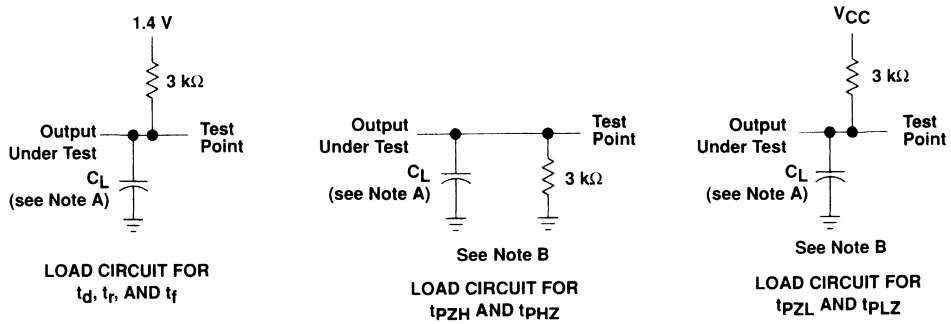 1.4 V
3 kΩ
Output
Under Test
Test
Point
CL
(see Note A)
LOAD CIRCUIT FOR
td, tr, AND tf
Output
Under Test
Test
Point
CL
(see Note A)
3 kΩ
See Note B
LOAD CIRCUIT FOR
tPZH AND tPHZ
VCC
3 kΩ
Output
Under Test
Test
Point
CL
(see Note A)
See Note B
LOAD CIRCUIT FOR
tPZL AND tPLZ